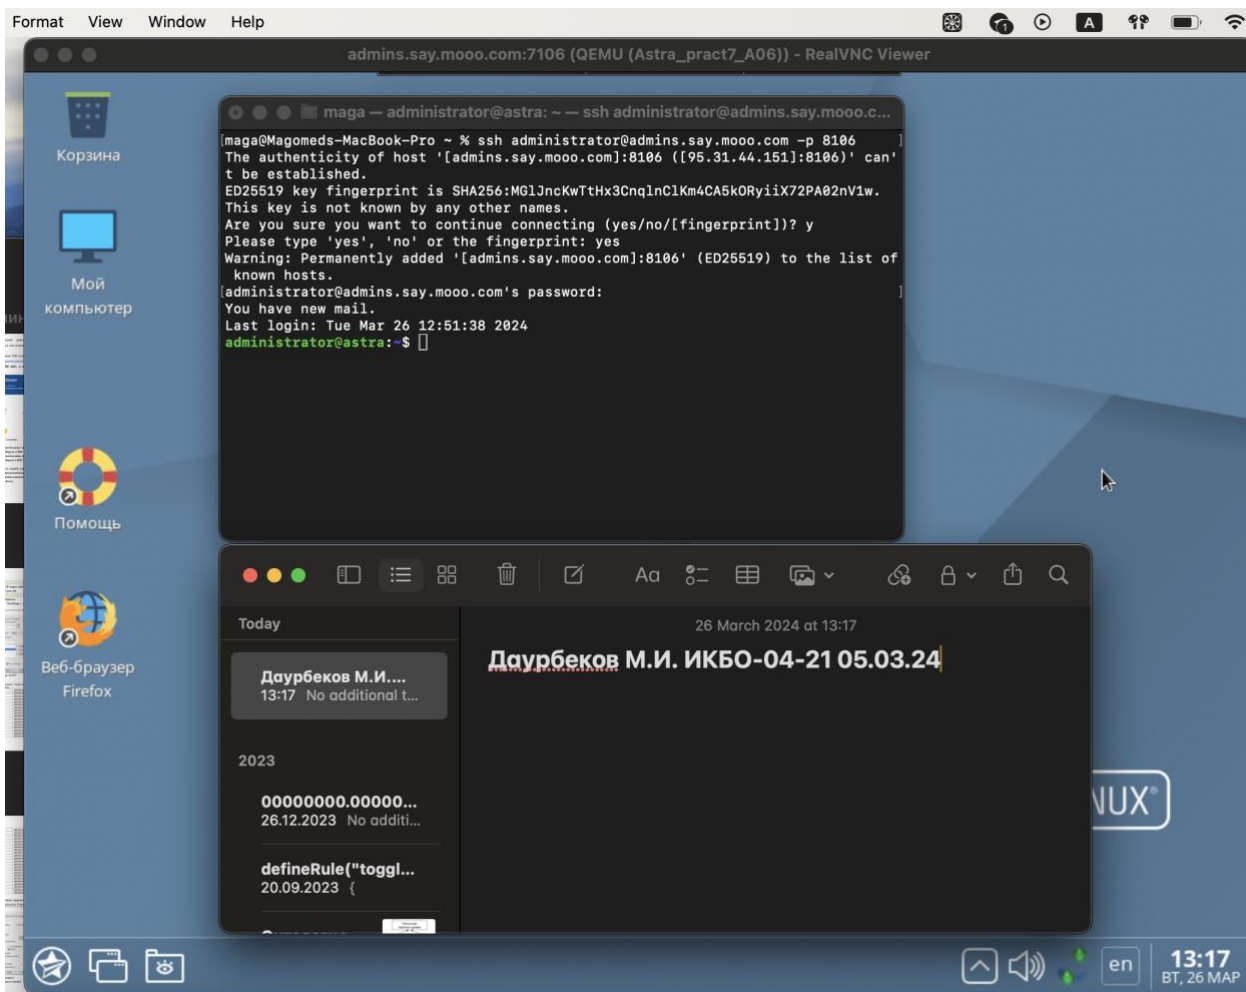 Format View Window Help
admins.say.mooo.com:7106 (QEMU (Astra_pract7_A06)) - RealVNC Viewer
Корзина
Мой
компьютер
Помощь
Веб-браузер
Firefox
maga — administrator@astra: ~ — ssh administrator@admins.say.mooo.c...
[maga@Magomeds-MacBook-Pro ~ % ssh administrator@admins.say.mooo.com -p 8106 ]
The authenticity of host '[admins.say.mooo.com]:8106 ([95.31.44.151]:8106)' can'
t be established.
ED25519 key fingerprint is SHA256:MGlJncKwTtHx3CnqlnClKm4CA5kORyiiX72PA02nV1w.
This key is not known by any other names.
Are you sure you want to continue connecting (yes/no/[fingerprint])? y
Please type 'yes', 'no' or the fingerprint: yes
Warning: Permanently added '[admins.say.mooo.com]:8106' (ED25519) to the list of
known hosts.
[administrator@admins.say.mooo.com's password: ]
You have new mail.
Last login: Tue Mar 26 12:51:38 2024
administrator@astra:~$
Today
Даурбеков М.И....
13:17 No additional t...
2023
00000000.00000...
26.12.2023 No additi...
defineRule("toggl...
20.09.2023 {
26 March 2024 at 13:17
Даурбеков М.И. ИКБО-04-21 05.03.24
NUX®
en
13:17
ВТ, 26 МАР